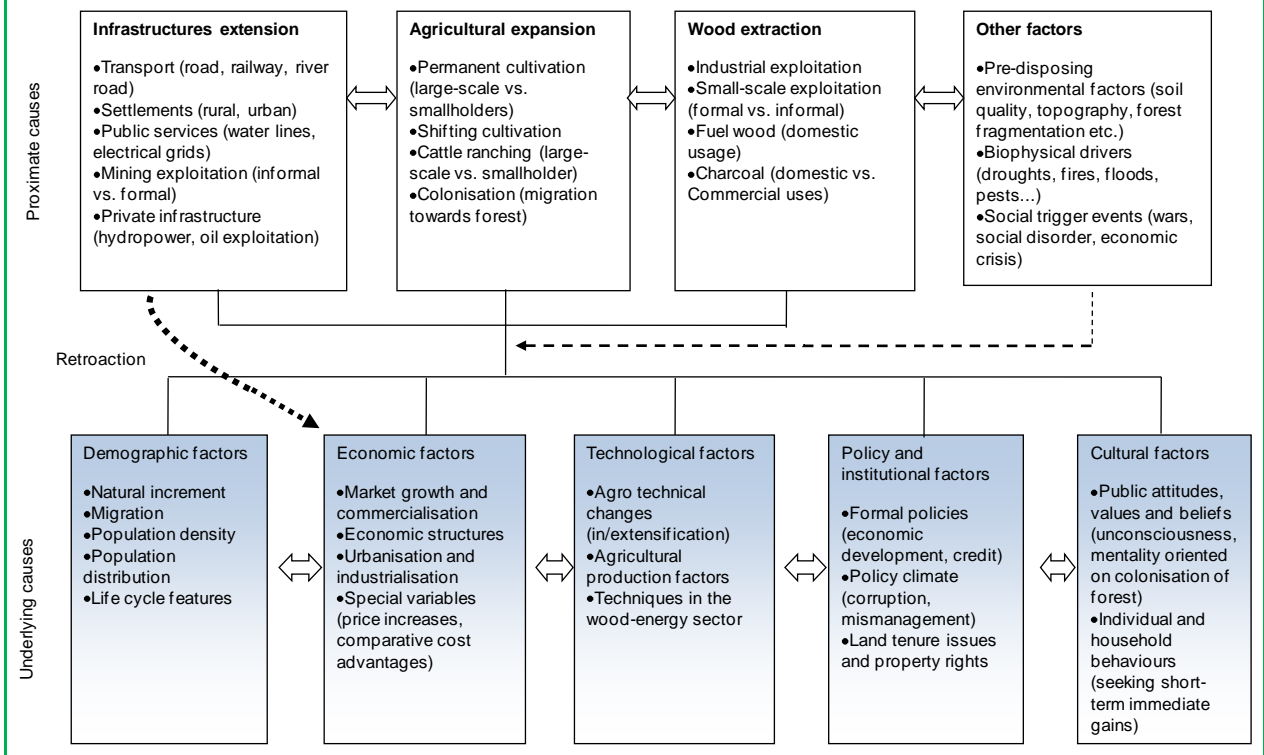 Proximate causes
Infrastructures extension
•Transport (road, railway, river
road)
•Settlements (rural, urban)
•Public services (water lines,
electrical grids)
•Mining exploitation (informal
vs. formal)
•Private infrastructure
(hydropower, oil exploitation)
Agricultural expansion
•Permanent cultivation
(large-scale vs.
smallholders)
•Shifting cultivation
•Cattle ranching (large-
scale vs. smallholder)
•Colonisation (migration
towards forest)
Wood extraction
•Industrial exploitation
•Small-scale exploitation
(formal vs. informal)
•Fuel wood (domestic
usage)
•Charcoal (domestic vs.
Commercial uses)
Other factors
•Pre-disposing
environmental factors (soil
quality, topography, forest
fragmentation etc.)
•Biophysical drivers
(droughts, fires, floods,
pests...)
•Social trigger events (wars,
social disorder, economic
crisis)
Retroaction
Underlying causes
Demographic factors
•Natural increment
•Migration
•Population density
•Population
distribution
•Life cycle features
Economic factors
•Market growth and
commercialisation
•Economic structures
•Urbanisation and
industrialisation
•Special variables
(price increases,
comparative cost
advantages)
Technological factors
•Agro technical
changes
(in/extensification)
•Agricultural
production factors
•Techniques in the
wood-energy sector
Policy and
institutional factors
•Formal policies
(economic
development, credit)
•Policy climate
(corruption,
mismanagement)
•Land tenure issues
and property rights
Cultural factors
•Public attitudes,
values and beliefs
(unconsciousness,
mentality oriented
on colonisation of
forest)
•Individual and
household
behaviours
(seeking short-
term immediate
gains)